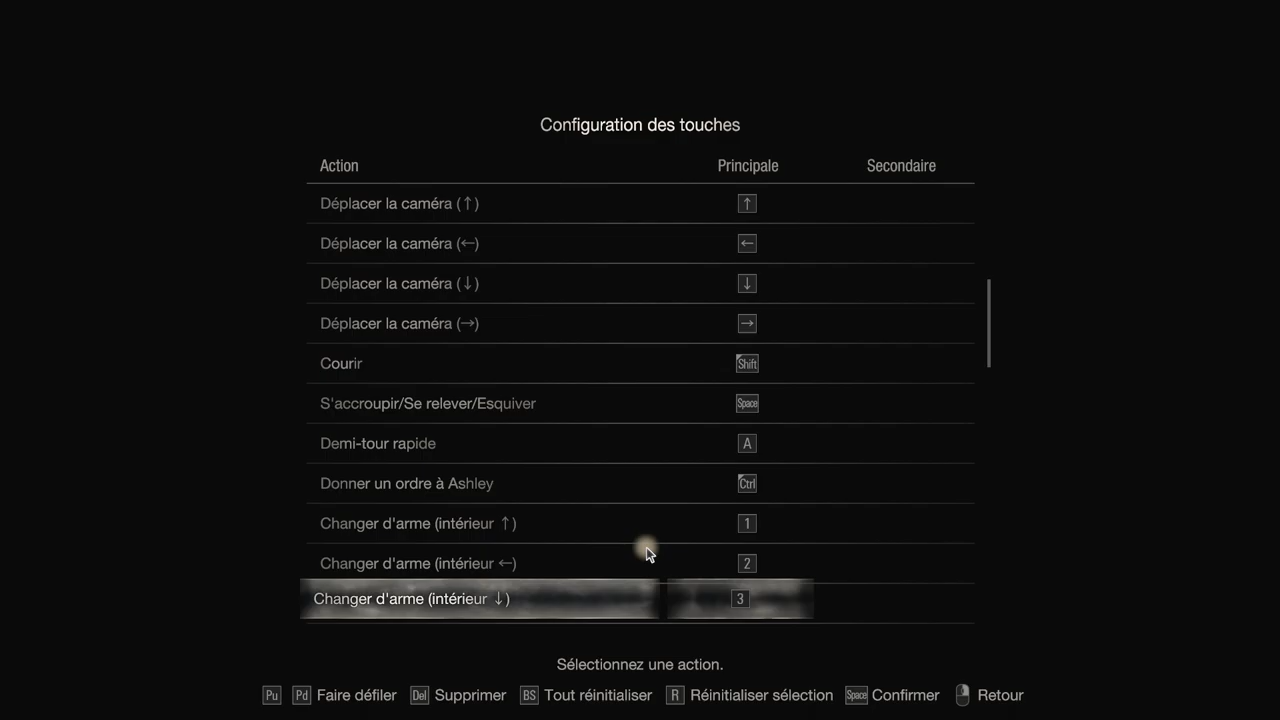 Configuration des touches
Action Principale Secondaire
Déplacer la caméra (↑) ↑
Déplacer la caméra (←) ←
Déplacer la caméra (↓) ↓
Déplacer la caméra (→) →
Courir Shift
S'accroupir/Se relever/Esquiver Space
Demi-tour rapide A
Donner un ordre à Ashley Ctrl
Changer d'arme (intérieur ↑) 1
Changer d'arme (intérieur ←) 2
Changer d'arme (intérieur ↓) 3
Sélectionnez une action.
Pu Pd Faire défiler Del Supprimer BS Tout réinitialiser R Réinitialiser sélection Space Confirmer Retour